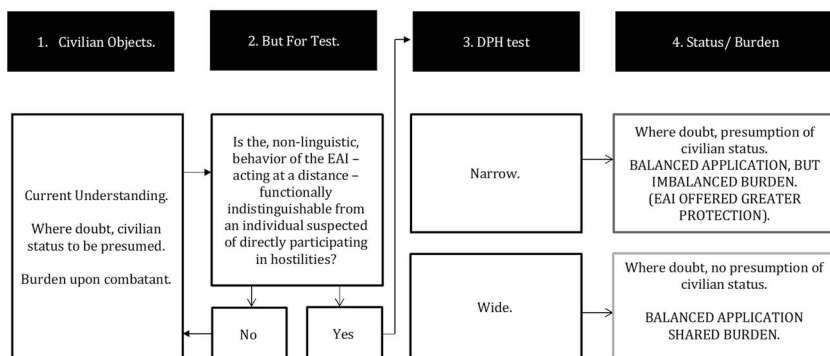 1. Civilian Objects.
2. But For Test.
3. DPH test
4. Status/ Burden
Current Understanding.
Where doubt, civilian
status to be presumed.
Burden upon combatant.
Is the, non-linguistic,
behavior of the EAI –
acting at a distance –
functionally
indistinguishable from
an individual suspected
of directly participating
in hostilities?
No
Yes
Narrow.
Wide.
Where doubt, presumption of
civilian status.
BALANCED APPLICATION, BUT
IMBALANCED BURDEN.
(EAI OFFERED GREATER
PROTECTION).
Where doubt, no presumption of
civilian status.
BALANCED APPLICATION
SHARED BURDEN.